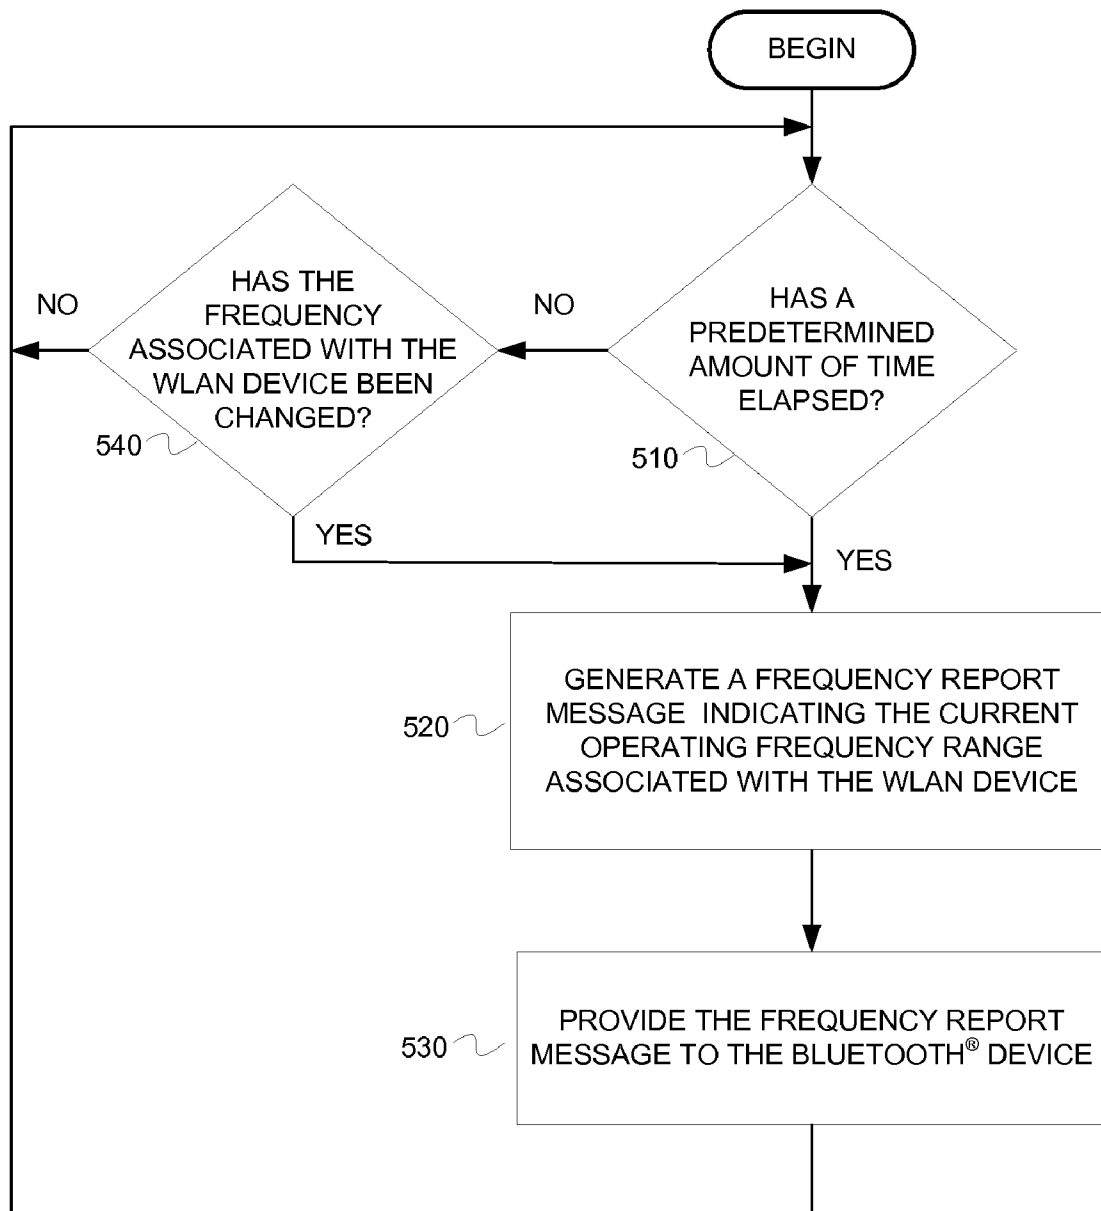 BEGIN
HAS THE
FREQUENCY
ASSOCIATED WITH THE
WLAN DEVICE BEEN
CHANGED?
NO
NO
HAS A
PREDETERMINED
AMOUNT OF TIME
ELAPSED?
540
510
YES
YES
GENERATE A FREQUENCY REPORT
MESSAGE INDICATING THE CURRENT
OPERATING FREQUENCY RANGE
ASSOCIATED WITH THE WLAN DEVICE
520
PROVIDE THE FREQUENCY REPORT
MESSAGE TO THE BLUETOOTH® DEVICE
530